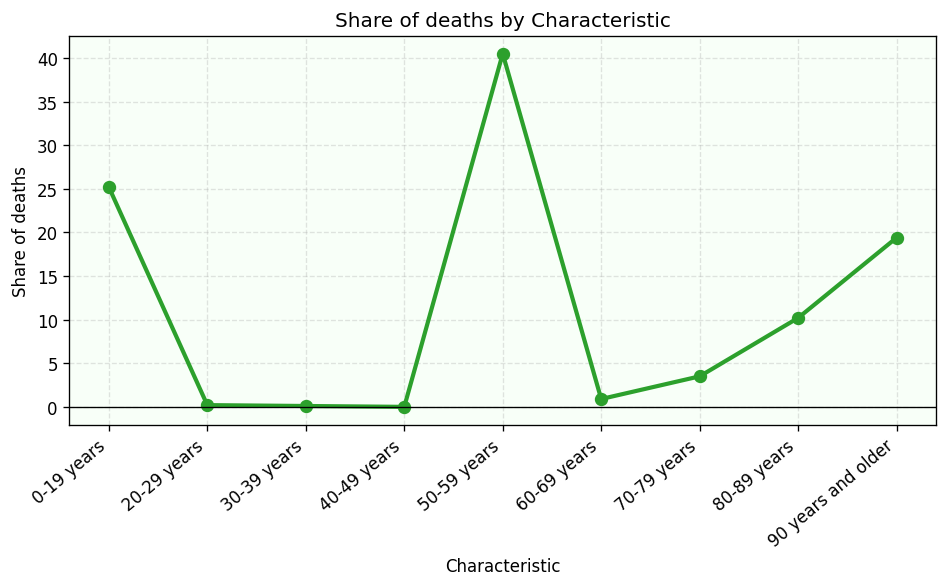 Share of deaths by Characteristic
Share of deaths
40
35
30
25
20
15
10
5
0
0-19 years
20-29 years
30-39 years
40-49 years
50-59 years
60-69 years
70-79 years
80-89 years
90 years and older
Characteristic